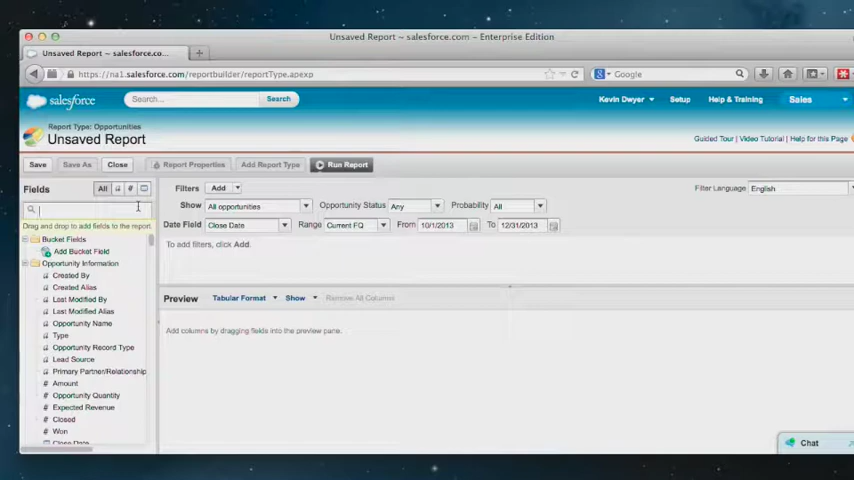 Unsaved Report ~ salesforce.com ~ Enterprise Edition
Unsaved Report ~ salesforce.co...
https://na1.salesforce.com/reportbuilder/reportType.apexp
Google
salesforce
Search...
Search
Kevin Dwyer
Setup
Help & Training
Sales
Report Type: Opportunities
Unsaved Report
Guided Tour | Video Tutorial | Help for this Page
Save
Save As
Close
Report Properties
Add Report Type
Run Report
Fields
All
#
Filters
Add
Filter Language
English
Show
All opportunities
Opportunity Status
Any
Probability
All
Drag and drop to add fields to the report.
Date Field
Close Date
Range
Current FQ
From
10/1/2013
To
12/31/2013
To add filters, click Add.
Bucket Fields
Add Bucket Field
Opportunity Information
Created By
Created Alias
Last Modified By
Last Modified Alias
Opportunity Name
Type
Opportunity Record Type
Lead Source
Primary Partner/Relationship
# Amount
# Opportunity Quantity
# Expected Revenue
# Closed
# Won
Close Date
Preview
Tabular Format
Show
Remove All Columns
Add columns by dragging fields into the preview pane.
Chat